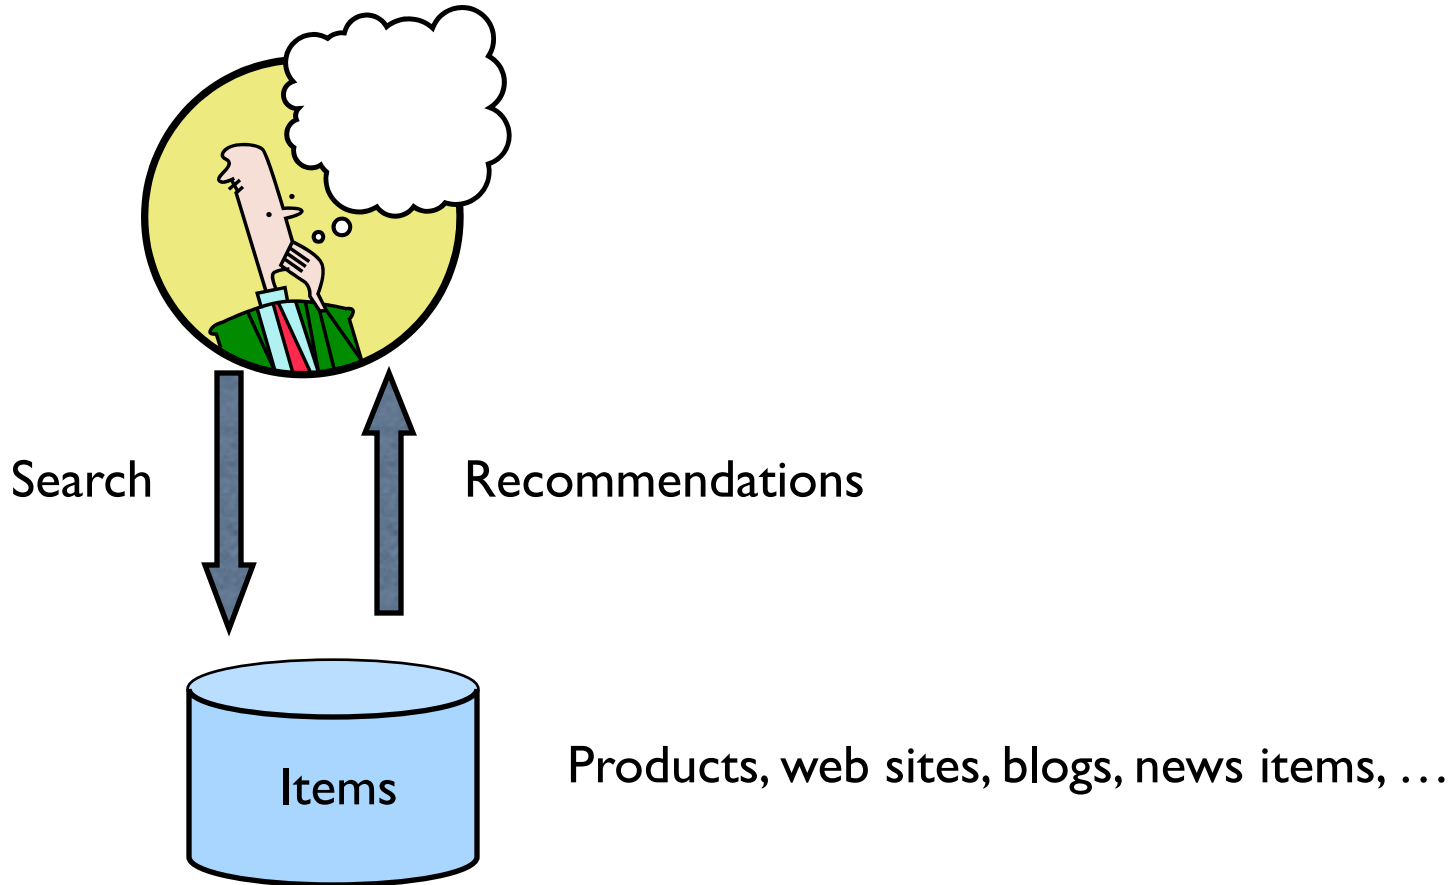 Search
Recommendations
Items
Products, web sites, blogs, news items, …